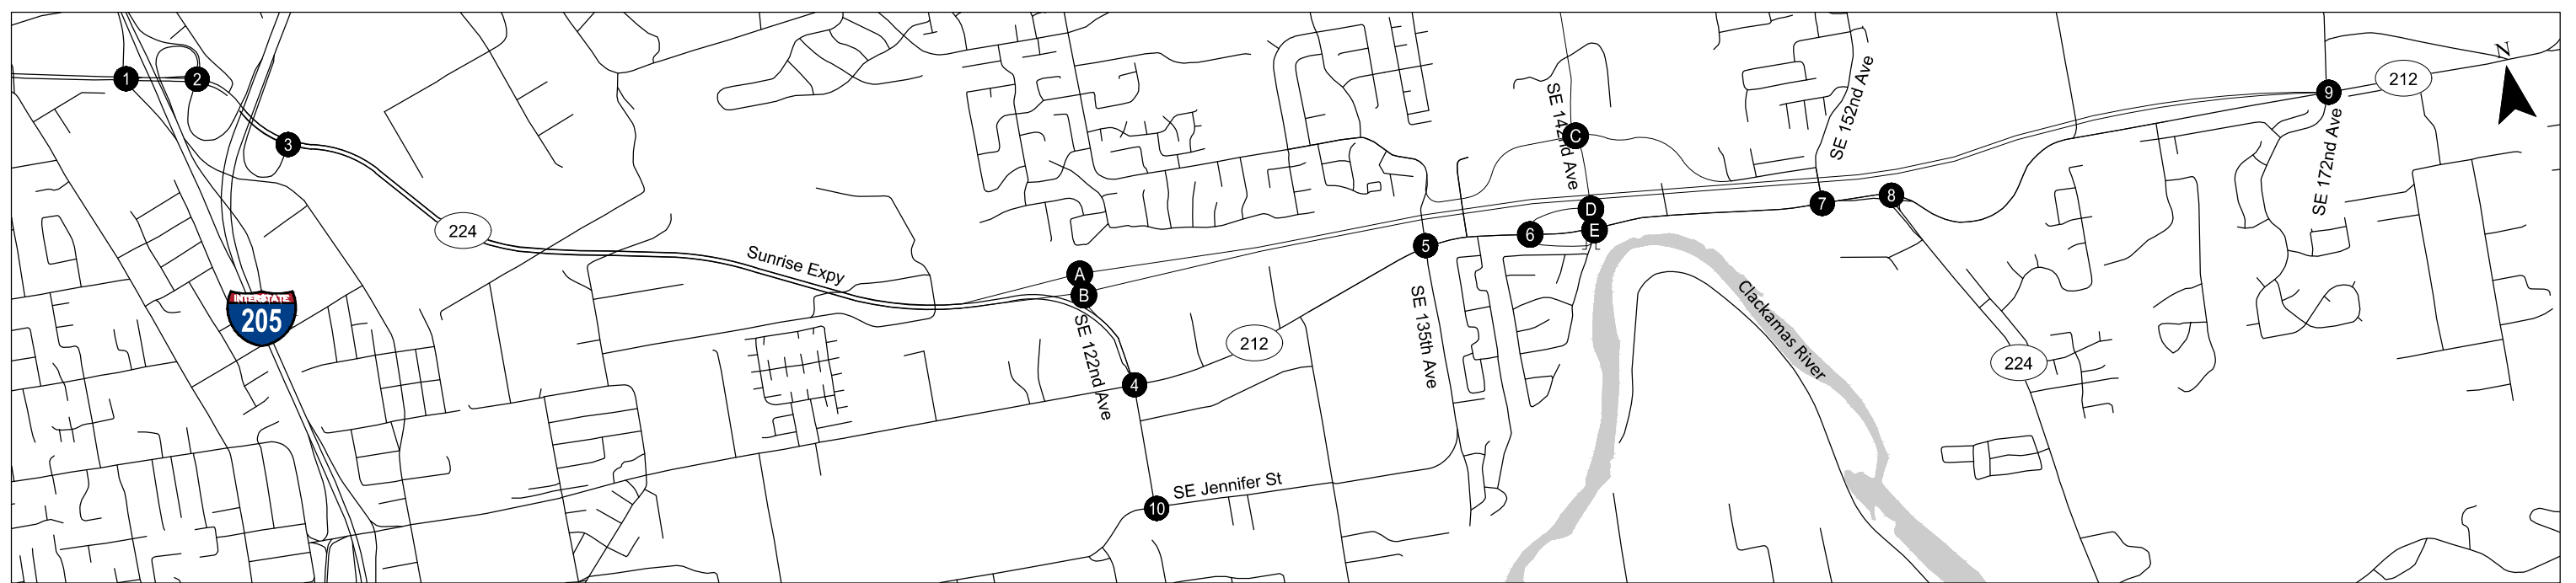 N
212
9
1
2
SE 152nd Ave
SE 142nd Ave
C
3
SE 172nd Ave
8
7
D
224
E
6
5
Sunrise Expy
A
B
INTERSTATE
205
SE 135th Ave
Clackamas River
SE 122nd Ave
212
224
4
SE Jennifer St
10